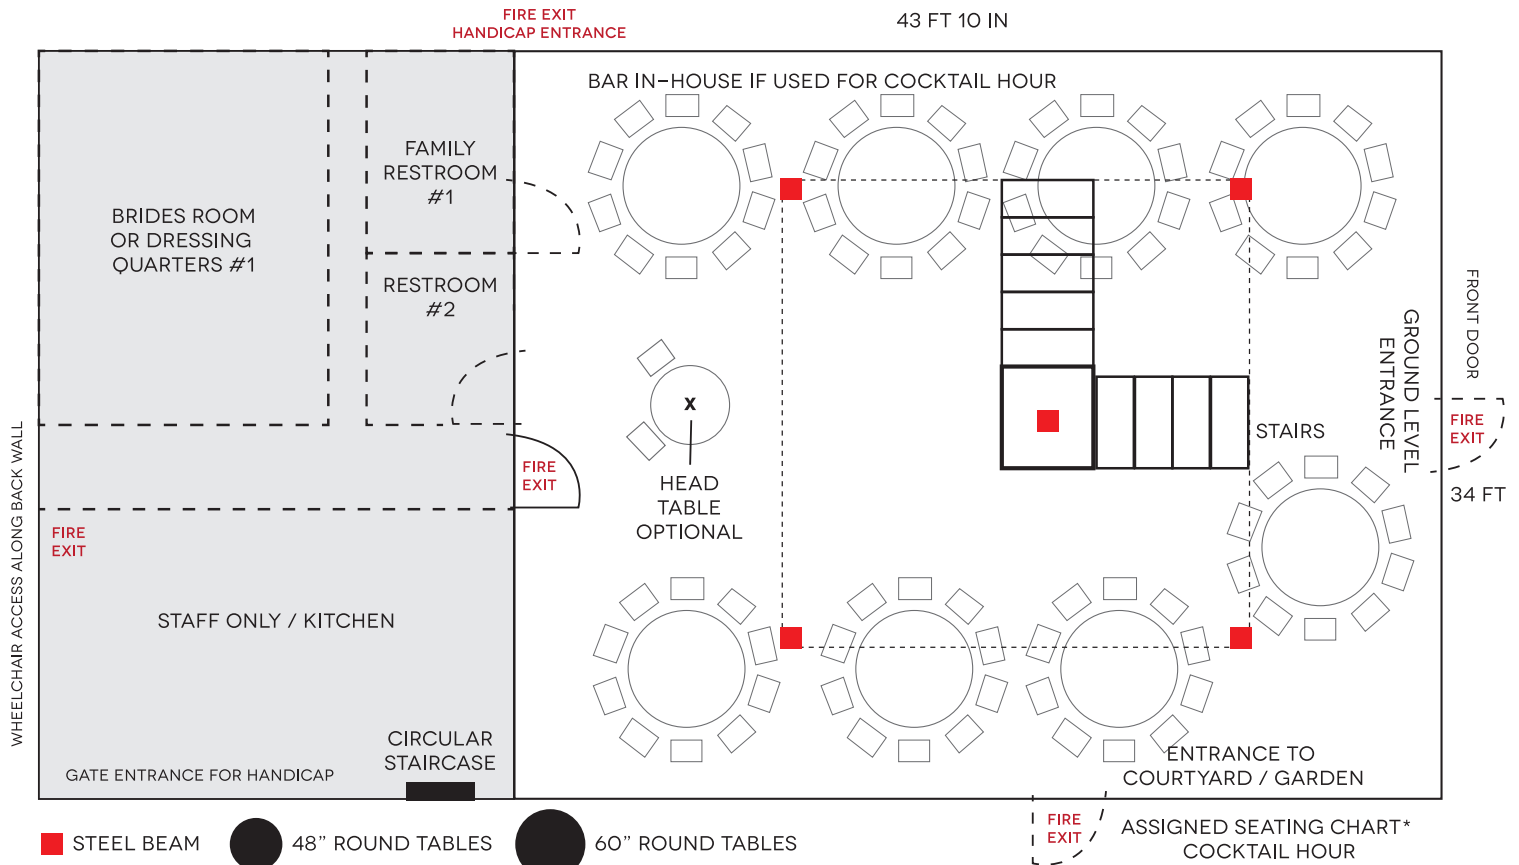 FIRE EXIT
HANDICAP ENTRANCE
43 FT 10 IN
BAR IN-HOUSE IF USED FOR COCKTAIL HOUR
FAMILY
RESTROOM
#1
BRIDES ROOM
OR DRESSING
QUARTERS #1
RESTROOM
#2
FRONT DOOR
GROUND LEVEL
ENTRANCE
X
STAIRS
FIRE
EXIT
WHEELCHAIR ACCESS ALONG BACK WALL
FIRE
EXIT
HEAD
TABLE
OPTIONAL
34 FT
FIRE
EXIT
STAFF ONLY / KITCHEN
CIRCULAR
STAIRCASE
GATE ENTRANCE FOR HANDICAP
ENTRANCE TO
COURTYARD / GARDEN
STEEL BEAM
48" ROUND TABLES
60" ROUND TABLES
FIRE
EXIT
ASSIGNED SEATING CHART*
COCKTAIL HOUR